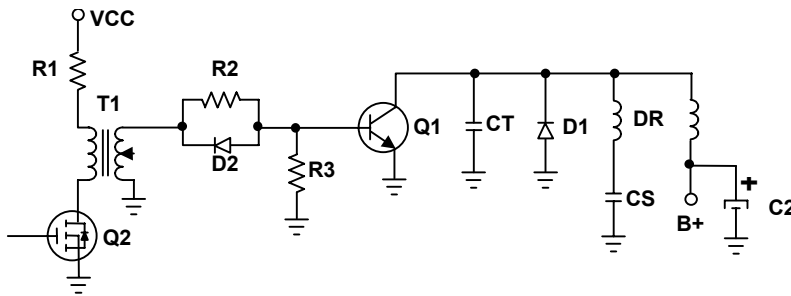 VCC
R1
R2
T1
Q1
CT
D1
DR
D2
R3
CS
B+
C2
Q2
+